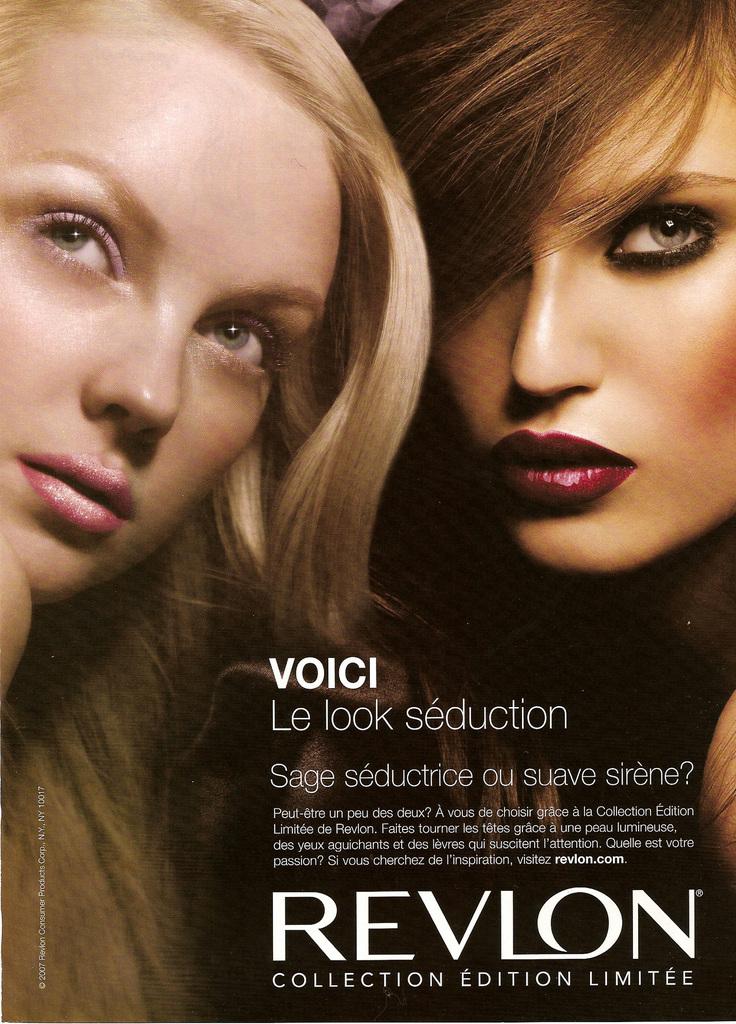 VOICI
Le look séduction
Sage séductrice ou suave sirène?
Peut-être un peu des deux? À vous de choisir grâce à la Collection Édition
Limitée de Revlon. Faites tourner les têtes grâce à une peau lumineuse,
des yeux aguichants et des lèvres qui suscitent l'attention. Quelle est votre
passion? Si vous cherchez de l'inspiration, visitez revlon.com.
REVLON®
COLLECTION ÉDITION LIMITÉE
© 2007 Revlon Consumer Products Corp., N.Y., NY 10017